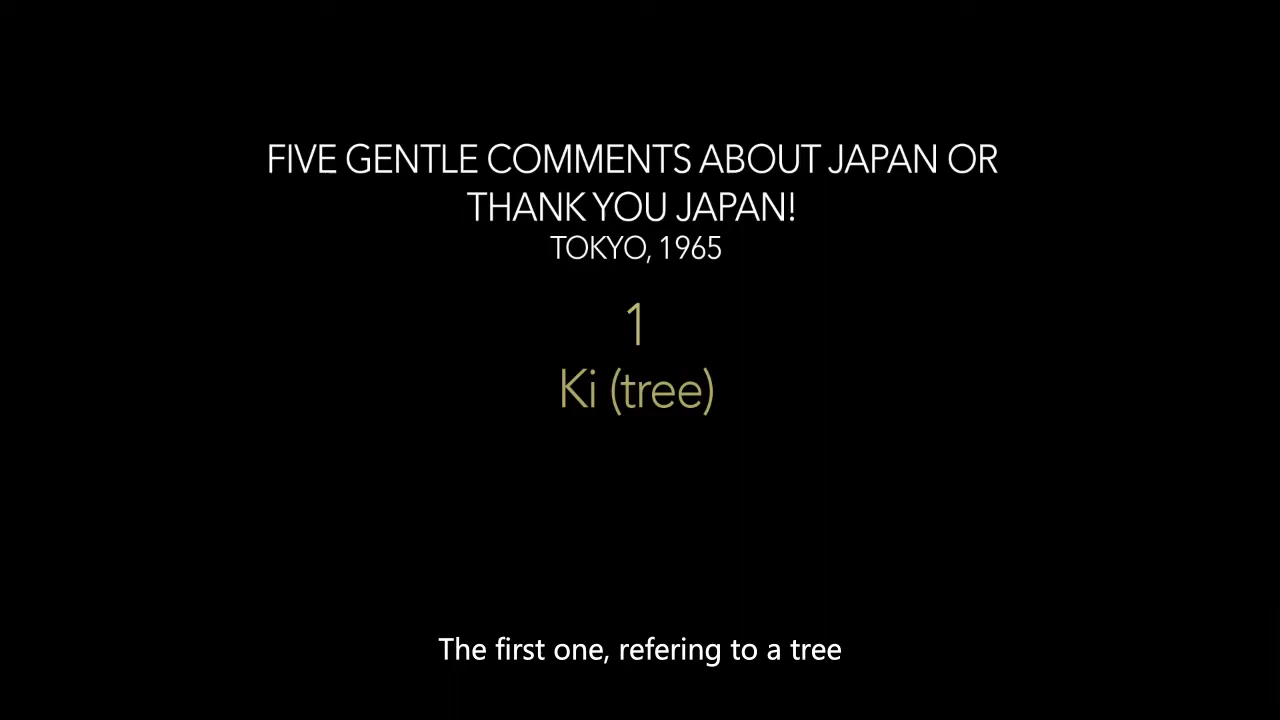 FIVE GENTLE COMMENTS ABOUT JAPAN OR
THANK YOU JAPAN!
TOKYO, 1965
1
Ki (tree)
The first one, refering to a tree